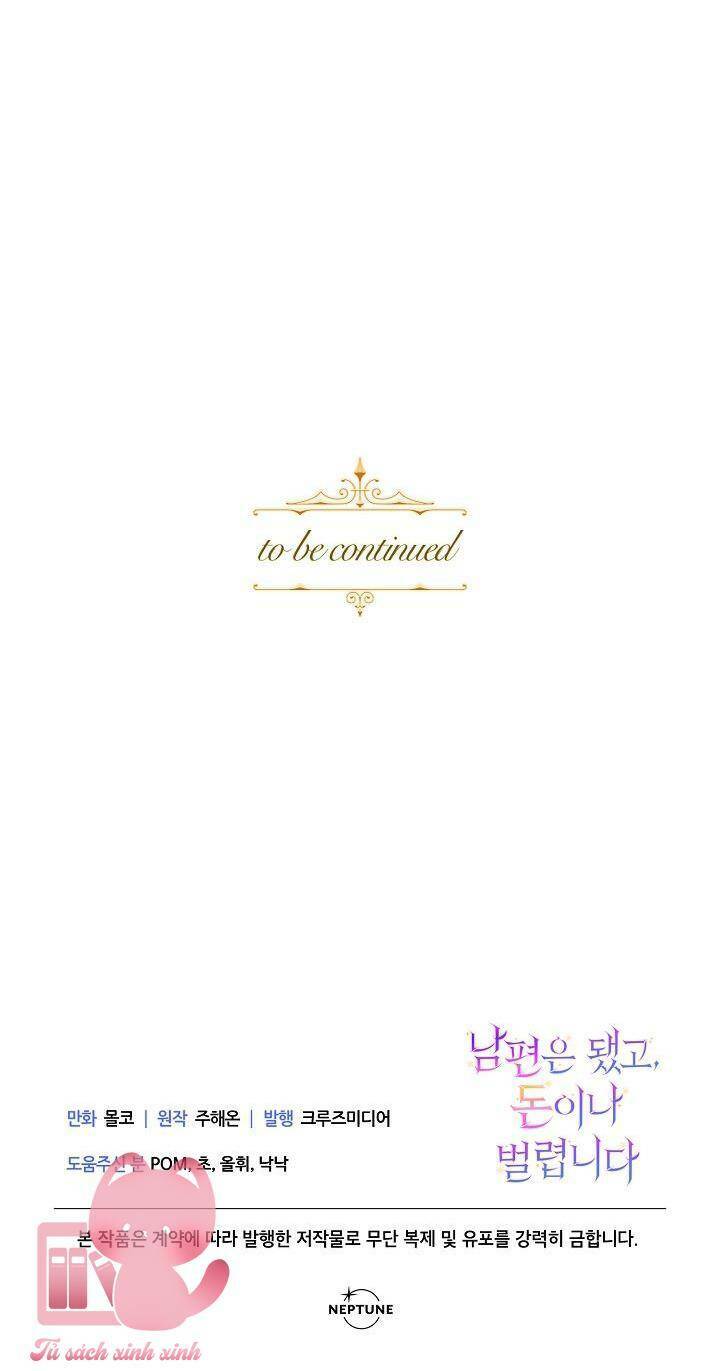 to be continued
남편은 됐고,
돈이나
벌렵니다
만화 몰코 | 원작 주해온 | 발행 크루즈미디어
도움주신 분 POM, 초, 올휘, 낙낙
본 작품은 계약에 따라 발행한 저작물로 무단 복제 및 유포를 강력히 금합니다.
NEPTUNE
Tủ sách xinh xinh